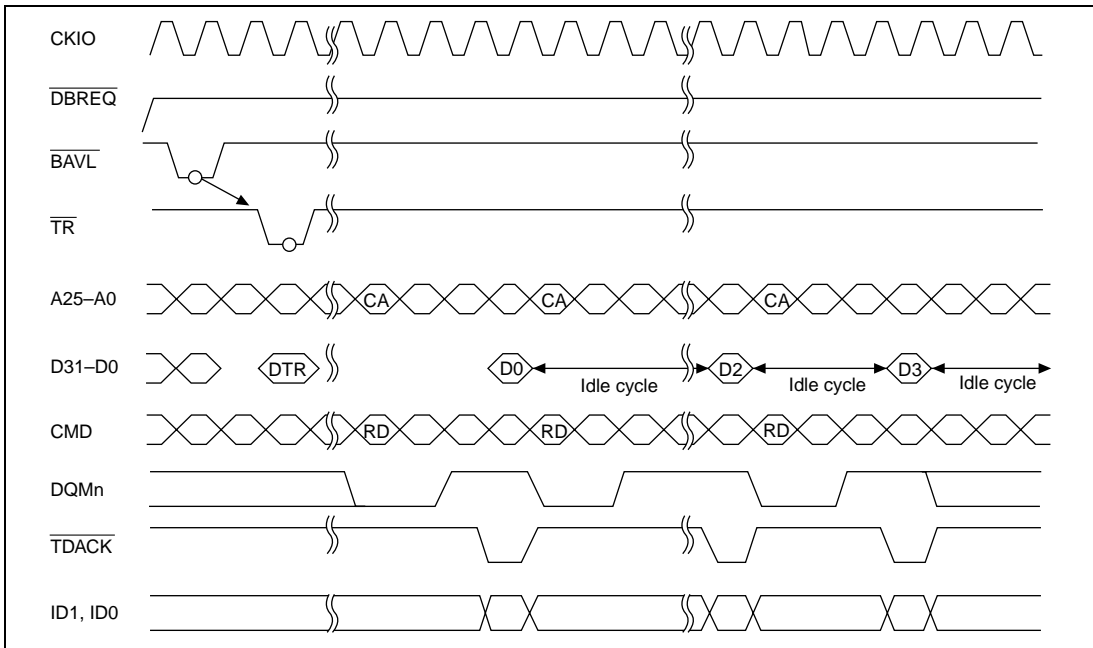 CKIO
DBREQ
BAVL
TR
A25–A0 CA CA CA
D31–D0 DTR D0 Idle cycle D2 Idle cycle D3 Idle cycle
CMD RD RD RD
DQMn
TDACK
ID1, ID0